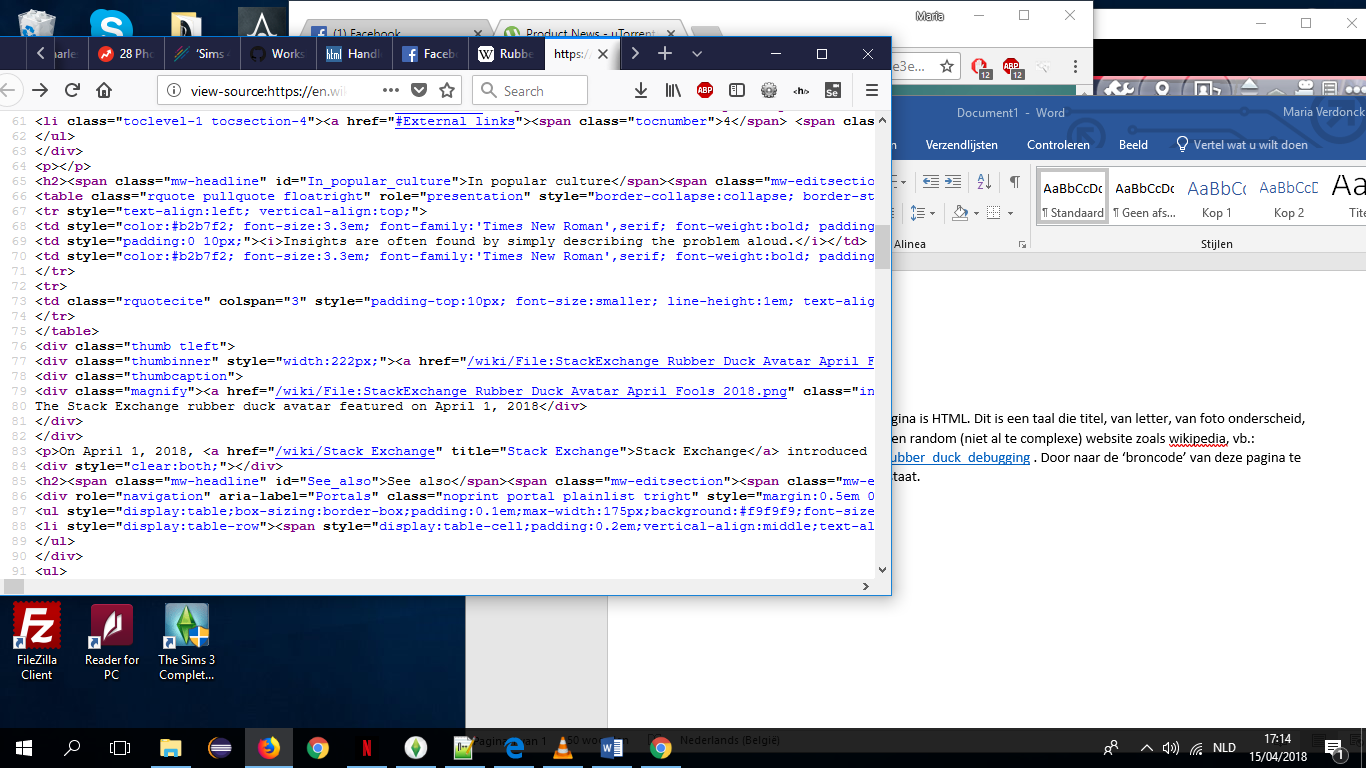 Maria
(1) Facebook
Product News - uTorrent
28 Pho
'Sims
Works
html
Handl
Faceb
W
Rubbe
https:/
view-source:https://en.wi
Search
ABP
<h>
Se
e3e...
12
ABP
12
Document1 - Word
Maria Verdonck
Verzendlijsten
Controleren
Beeld
Vertel wat u wilt doen
AaBbCcDc
AaBbCcDc
AaBbCc
AaBbCcD
¶ Standaard
¶ Geen afs...
Kop 1
Kop 2
Tite
Alinea
Stijlen
61 <li class="toclevel-1 tocsection-4"><a href="#External_links"><span class="tocnumber">4</span> <span clas
62 </ul>
63 </div>
64 <p></p>
65 <h2><span class="mw-headline" id="In_popular_culture">In popular culture</span><span class="mw-editsectio
66 <table class="rquote pullquote floatright" role="presentation" style="border-collapse:collapse; border-st
67 <tr style="text-align:left; vertical-align:top;">
68 <td style="color:#b2b7f2; font-size:3.3em; font-family:'Times New Roman',serif; font-weight:bold; padding
69 <td style="padding:0 10px;"><i>Insights are often found by simply describing the problem aloud.</i></td>
70 <td style="color:#b2b7f2; font-size:3.3em; font-family:'Times New Roman',serif; font-weight:bold; padding
71 </tr>
72 <tr>
73 <td class="rquotecite" colspan="3" style="padding-top:10px; font-size:smaller; line-height:1em; text-alig
74 </tr>
75 </table>
76 <div class="thumb tleft">
77 <div class="thumbinner" style="width:222px;"><a href="/wiki/File:StackExchange_Rubber_Duck_Avatar_April_F
78 <div class="thumbcaption">
79 <div class="magnify"><a href="/wiki/File:StackExchange_Rubber_Duck_Avatar_April_Fools_2018.png" class="in
80 The Stack Exchange rubber duck avatar featured on April 1, 2018</div>
81 </div>
82 </div>
83 <p>On April 1, 2018, <a href="/wiki/Stack_Exchange" title="Stack Exchange">Stack Exchange</a> introduced
84 <div style="clear:both;"></div>
85 <h2><span class="mw-headline" id="See_also">See also</span><span class="mw-editsection"><span class="mw-e
86 <div role="navigation" aria-label="Portals" class="noprint portal plainlist tright" style="margin:0.5em 0
87 <ul style="display:table;box-sizing:border-box;padding:0.1em;max-width:175px;background:#f9f9f9;font-size
88 <li style="display:table-row"><span style="display:table-cell;padding:0.2em;vertical-align:middle;text-al
89 </ul>
90 </div>
91 <ul>
gina is HTML. Dit is een taal die titel, van letter, van foto onderscheid,
en random (niet al te complexe) website zoals wikipedia, vb.:
ubber_duck_debugging . Door naar de 'broncode' van deze pagina te
staat.
FileZilla
Client
Reader for
PC
The Sims 3
Complet...
Nederlands (België)
NLD
17:14
15/04/2018
1